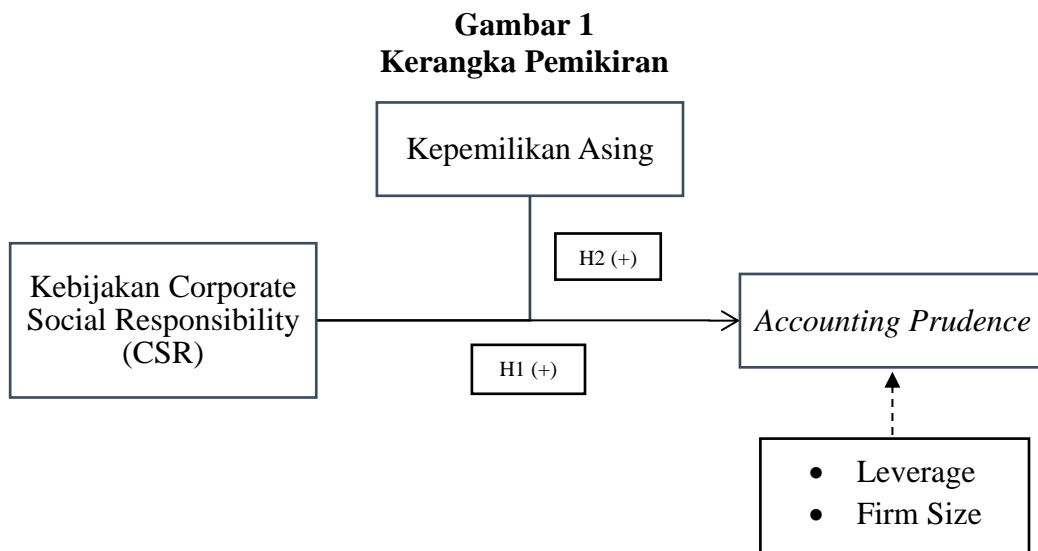 Gambar 1
Kerangka Pemikiran
Kepemilikan Asing
H2 (+)
Kebijakan Corporate
Social Responsibility
(CSR)
Accounting Prudence
H1 (+)
• Leverage
• Firm Size